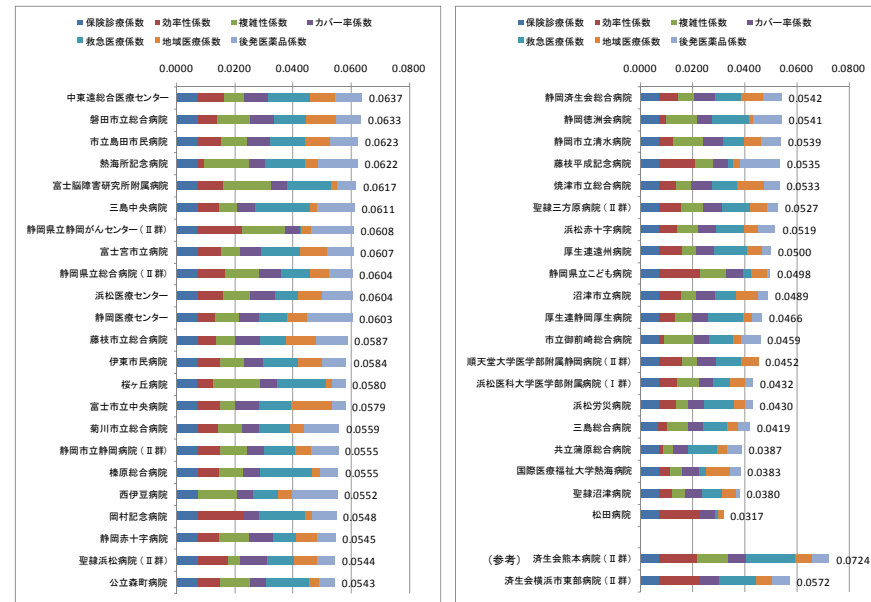 保険診療係数 効率性係数 複雑性係数 カバー率係数
救急医療係数 地域医療係数 後発医薬品係数
0.0000 0.0200 0.0400 0.0600 0.0800
中東遠総合医療センター 0.0637
磐田市立総合病院 0.0633
市立島田市民病院 0.0623
熱海所記念病院 0.0622
富士脳障害研究所附属病院 0.0617
三島中央病院 0.0611
静岡県立静岡がんセンター(Ⅱ群) 0.0608
富士宮市立病院 0.0607
静岡県立総合病院(Ⅱ群) 0.0604
浜松医療センター 0.0604
静岡医療センター 0.0603
藤枝市立総合病院 0.0587
伊東市民病院 0.0584
桜ヶ丘病院 0.0580
富士市立中央病院 0.0579
菊川市立総合病院 0.0559
静岡市立静岡病院(Ⅱ群) 0.0555
榛原総合病院 0.0555
西伊豆病院 0.0552
岡村記念病院 0.0548
静岡赤十字病院 0.0545
聖隷浜松病院(Ⅱ群) 0.0544
公立森町病院 0.0543
保険診療係数 効率性係数 複雑性係数 カバー率係数
救急医療係数 地域医療係数 後発医薬品係数
0.0000 0.0200 0.0400 0.0600 0.0800
静岡済生会総合病院 0.0542
静岡徳洲会病院 0.0541
静岡市立清水病院 0.0539
藤枝平成記念病院 0.0535
焼津市立総合病院 0.0533
聖隷三方原病院(Ⅱ群) 0.0527
浜松赤十字病院 0.0519
厚生連遠州病院 0.0500
静岡県立こども病院 0.0498
沼津市立病院 0.0489
厚生連静岡厚生病院 0.0466
市立御前崎総合病院 0.0459
順天堂大学医学部附属静岡病院(Ⅱ群) 0.0452
浜松医科大学医学部附属病院(Ⅰ群) 0.0432
浜松労災病院 0.0430
三島総合病院 0.0419
共立蒲原総合病院 0.0387
国際医療福祉大学熱海病院 0.0383
聖隷沼津病院 0.0380
松田病院 0.0317
(参考) 済生会熊本病院(Ⅱ群) 0.0724
済生会横浜市東部病院(Ⅱ群) 0.0572